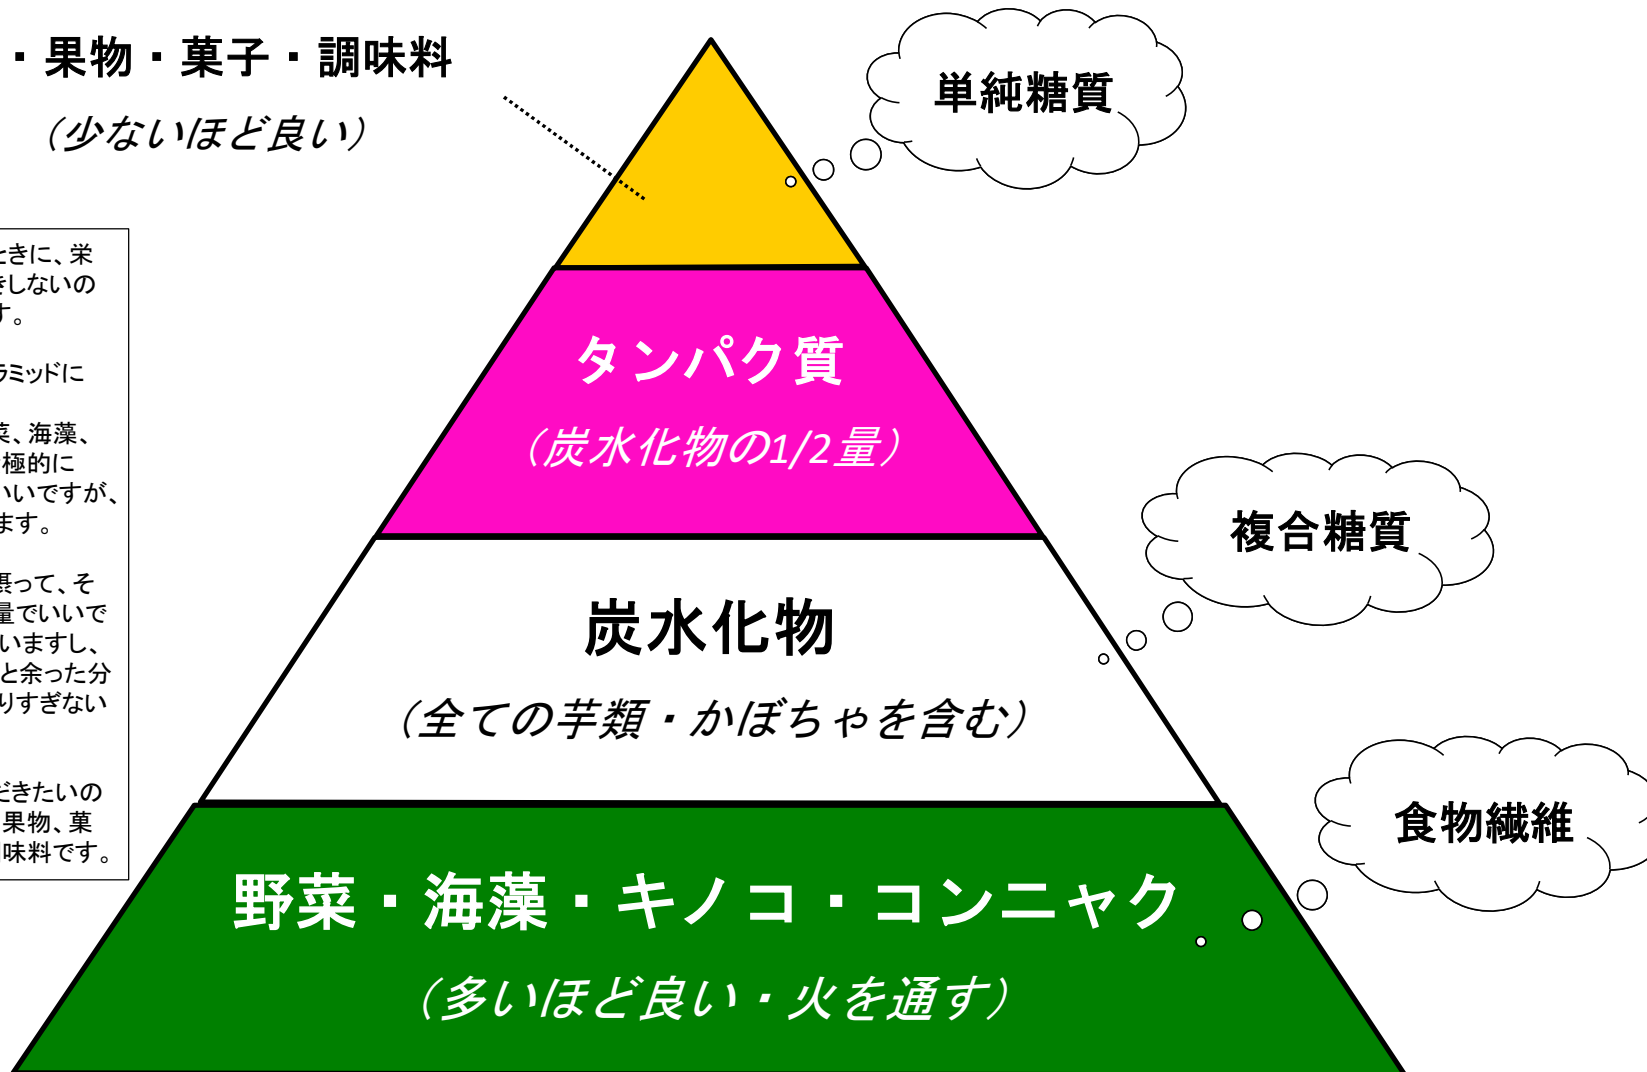 ・果物・菓子・調味料
（少ないほど良い）
単純糖質
ときに、栄
きしないの
す。
ラミッドに
菜、海藻、
極的に
いいですが、
ます。
摂って、そ
量でいいで
いますし、
と余った分
りすぎない
だきたいの
果物、菓
味料です。
タンパク質
（炭水化物の1/2量）
複合糖質
炭水化物
（全ての芋類・かぼちゃを含む）
食物繊維
野菜・海藻・キノコ・コンニャク
（多いほど良い・火を通す）